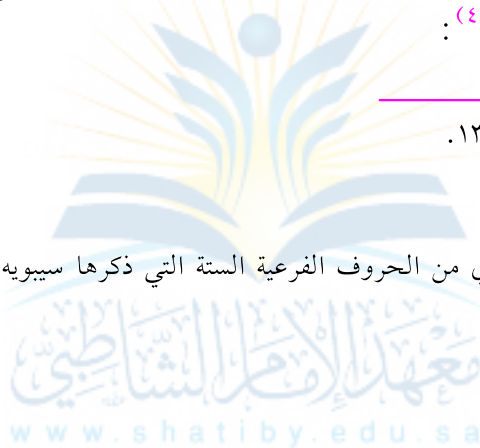 (٤) :
١٢.
من الحروف الفرعية الستة التي ذكرها سيبويه
معهد الإمام الشاطبي
www.shatiby.edu.sa